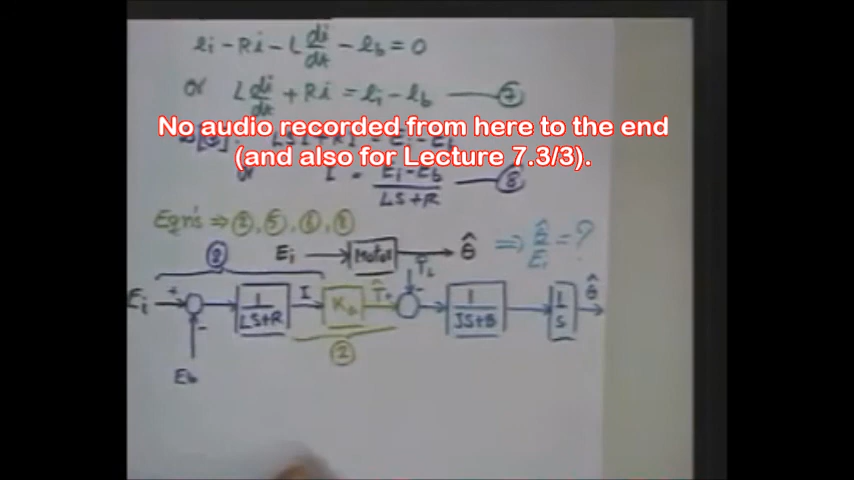 ei - Ri - L di/dt - eb = 0
or L di/dt + Ri = ei - eb — 7
No audio recorded from here to the end
(and also for Lecture 7.3/3).
I = Ei - Eb / LS+R — 8
Eqn's ⇒ 2, 5, 6, 8
8 Ei → Motor → θ̂ ⇒ θ̂/Ei = ?
TL
Ei + 1/LS+R I Ka - 1/JS+B 1/S θ̂
-
2
Eb